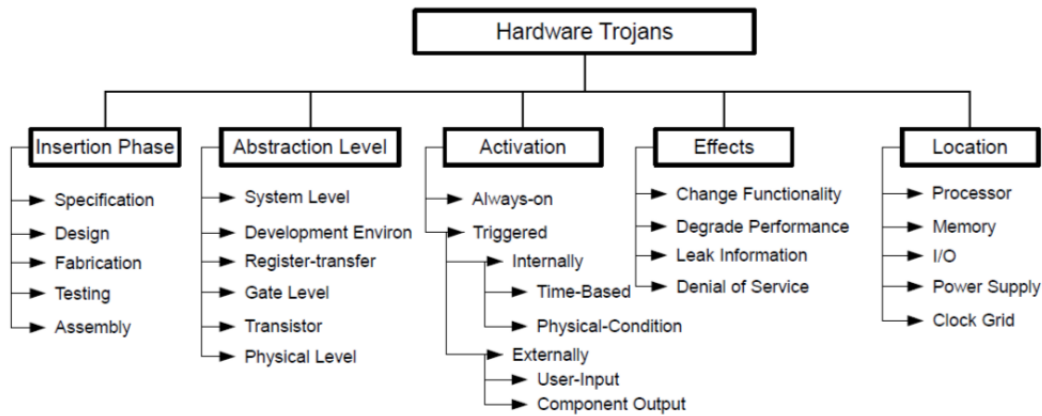 Hardware Trojans
Insertion Phase
Specification
Design
Fabrication
Testing
Assembly
Abstraction Level
System Level
Development Environ
Register-transfer
Gate Level
Transistor
Physical Level
Activation
Always-on
Triggered
Internally
Time-Based
Physical-Condition
Externally
User-Input
Component Output
Effects
Change Functionality
Degrade Performance
Leak Information
Denial of Service
Location
Processor
Memory
I/O
Power Supply
Clock Grid